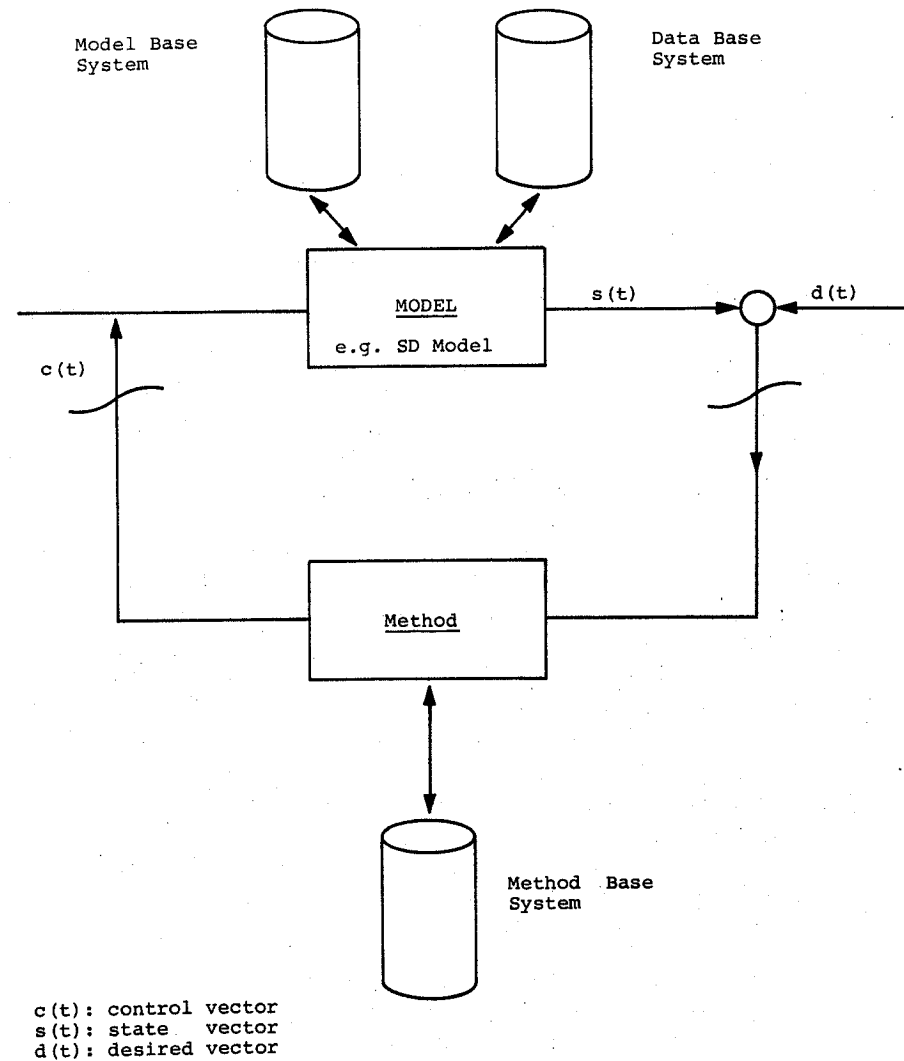 Model Base
System
Data Base
System
MODEL
e.g. SD Model
s(t)
d(t)
c(t)
Method
Method Base
System
c(t): control vector
s(t): state vector
d(t): desired vector